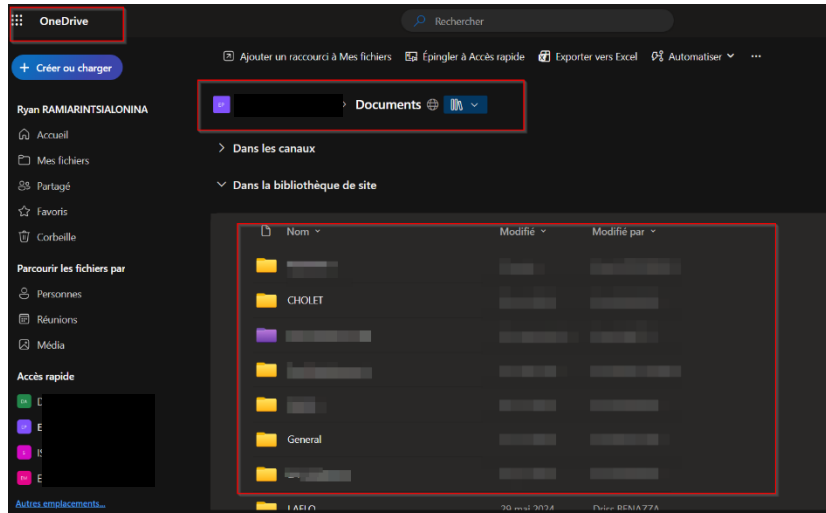 OneDrive
Rechercher
Créer ou charger
Ajouter un raccourci à Mes fichiers
Épingler à Accès rapide
Exporter vers Excel
Automatiser
Ryan RAMIARINTSIALONINA
Accueil
Mes fichiers
Partagé
Favoris
Corbeille
Parcourir les fichiers par
Personnes
Réunions
Média
Accès rapide
Autres emplacements...
EP
Documents
Dans les canaux
Dans la bibliothèque de site
Nom
Modifié
Modifié par
CHOLET
General
LAFLO
29 mai 2024
Driss BENAZZA